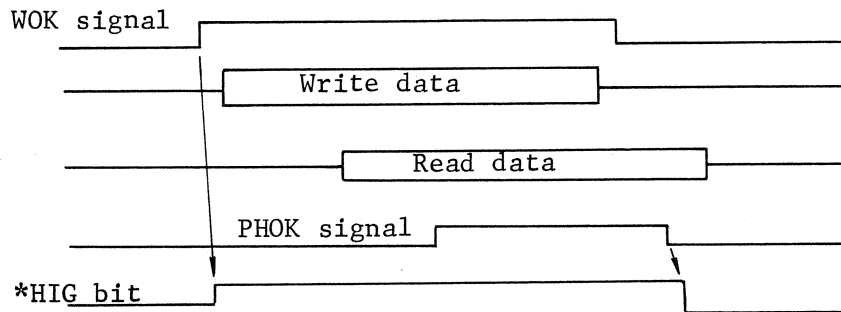 WOK signal
Write data
Read data
PHOK signal
*HIG bit